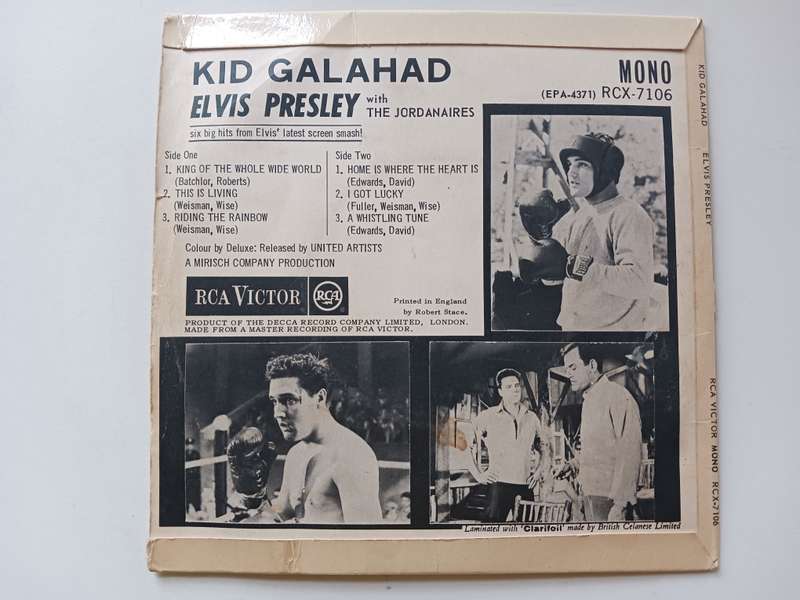 KID GALAHAD
MONO
(EPA-4371) RCX-7106
ELVIS PRESLEY with THE JORDANAIRES
six big hits from Elvis' latest screen smash!
Side One
1. KING OF THE WHOLE WIDE WORLD
(Batchlor, Roberts)
2. THIS IS LIVING
(Weisman, Wise)
3. RIDING THE RAINBOW
(Weisman, Wise)
Side Two
1. HOME IS WHERE THE HEART IS
(Edwards, David)
2. I GOT LUCKY
(Fuller, Weisman, Wise)
3. A WHISTLING TUNE
(Edwards, David)
Colour by Deluxe: Released by UNITED ARTISTS
A MIRISCH COMPANY PRODUCTION
RCA VICTOR RCA
Printed in England
by Robert Stace.
PRODUCT OF THE DECCA RECORD COMPANY LIMITED, LONDON.
MADE FROM A MASTER RECORDING OF RCA VICTOR.
Laminated with 'Clarifoil' made by British Celanese Limited
KID GALAHAD ELVIS PRESLEY RCA VICTOR MONO RCX-7106